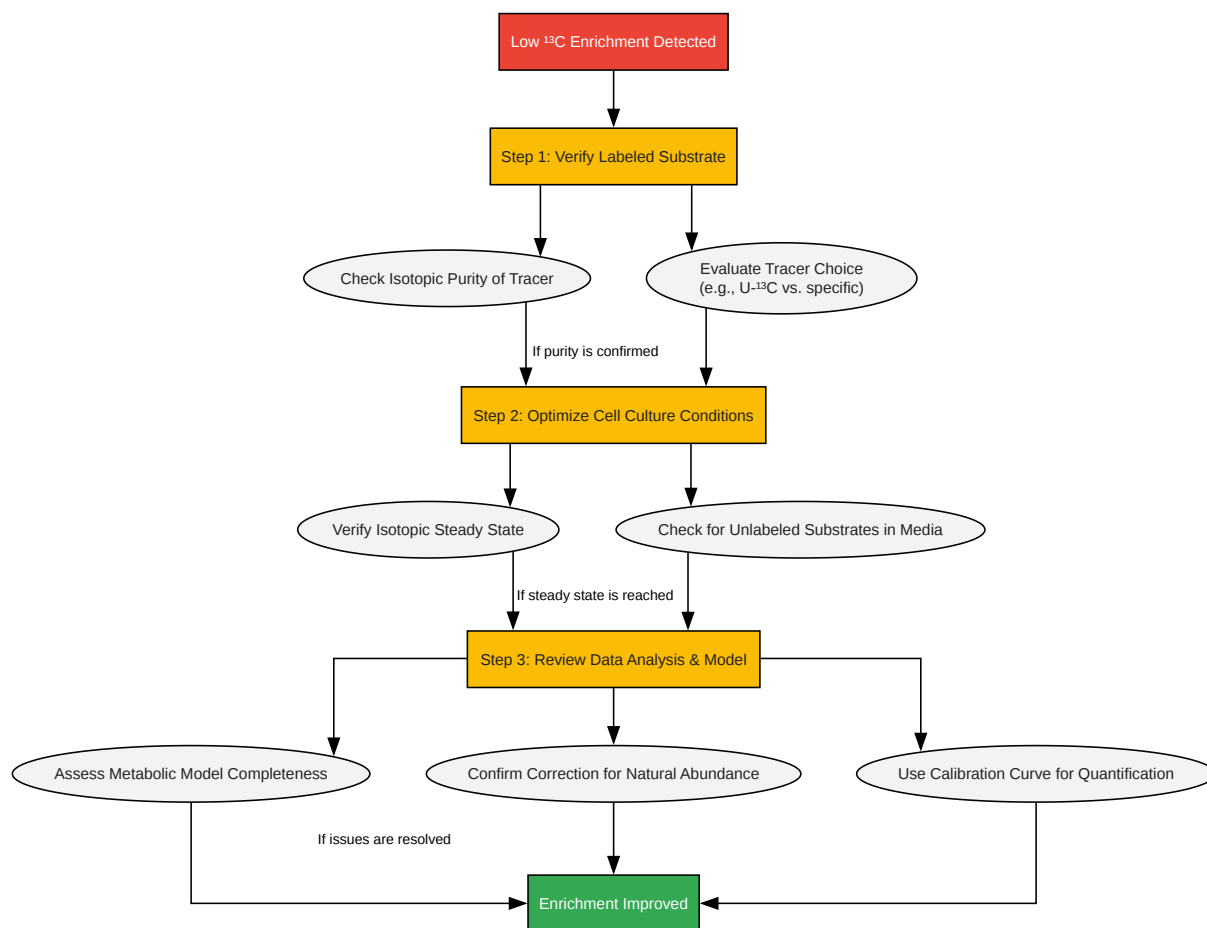 Low ¹³C Enrichment Detected
Step 1: Verify Labeled Substrate
Check Isotopic Purity of Tracer
Evaluate Tracer Choice
(e.g., U-¹³C vs. specific)
If purity is confirmed
Step 2: Optimize Cell Culture Conditions
Verify Isotopic Steady State
Check for Unlabeled Substrates in Media
If steady state is reached
Step 3: Review Data Analysis & Model
Assess Metabolic Model Completeness
Confirm Correction for Natural Abundance
Use Calibration Curve for Quantification
If issues are resolved
Enrichment Improved